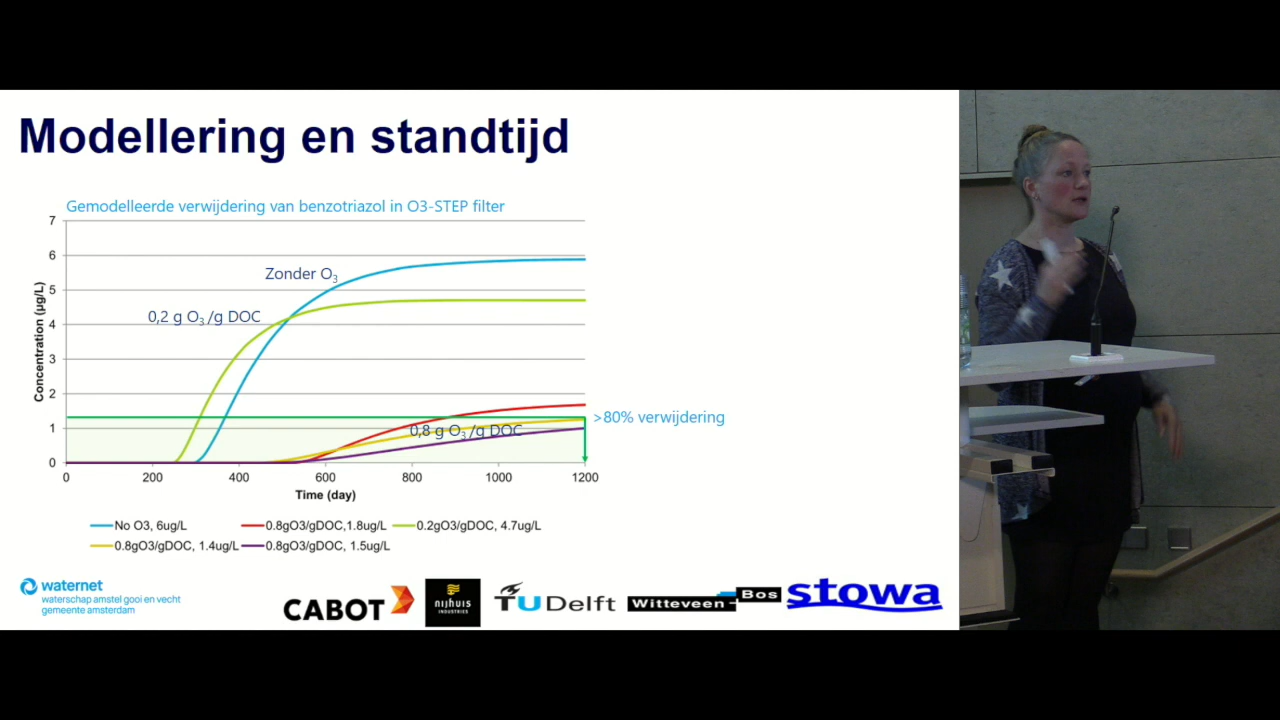 Modellering en standtijd
Gemodelleerde verwijdering van benzotriazol in O3-STEP filter
7
6
5
4
3
2
1
0
Concentration (µg/L)
Zonder O3
0,2 g O3 /g DOC
0,8 g O3 /g DOC
>80% verwijdering
0 200 400 600 800 1000 1200
Time (day)
No O3, 6ug/L 0.8gO3/gDOC,1.8ug/L 0.2gO3/gDOC, 4.7ug/L
0.8gO3/gDOC, 1.4ug/L 0.8gO3/gDOC, 1.5ug/L
waternet
waterschap amstel gooi en vecht
gemeente amsterdam
CABOT
nijhuis
INDUSTRIES
TU Delft
Witteveen Bos
stowa